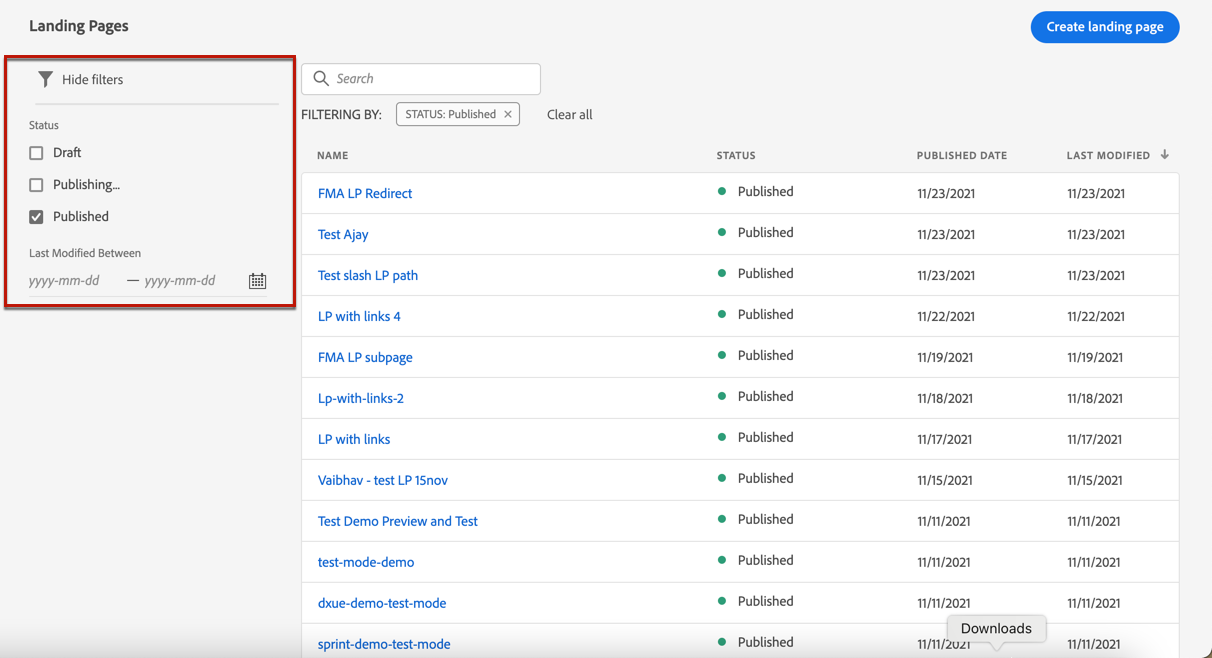 Landing Pages
Create landing page
Hide filters
Status
Draft
Publishing...
Published
Last Modified Between
yyyy-mm-dd — yyyy-mm-dd
Search
FILTERING BY: STATUS: Published × Clear all
NAME STATUS PUBLISHED DATE LAST MODIFIED
FMA LP Redirect Published 11/23/2021 11/23/2021
Test Ajay Published 11/23/2021 11/23/2021
Test slash LP path Published 11/23/2021 11/23/2021
LP with links 4 Published 11/22/2021 11/22/2021
FMA LP subpage Published 11/19/2021 11/19/2021
Lp-with-links-2 Published 11/18/2021 11/18/2021
LP with links Published 11/17/2021 11/17/2021
Vaibhav - test LP 15nov Published 11/15/2021 11/15/2021
Test Demo Preview and Test Published 11/11/2021 11/11/2021
test-mode-demo Published 11/11/2021 11/11/2021
dxue-demo-test-mode Published 11/11/2021 11/11/2021
Downloads
sprint-demo-test-mode Published 11/11/2021 11/11/2021